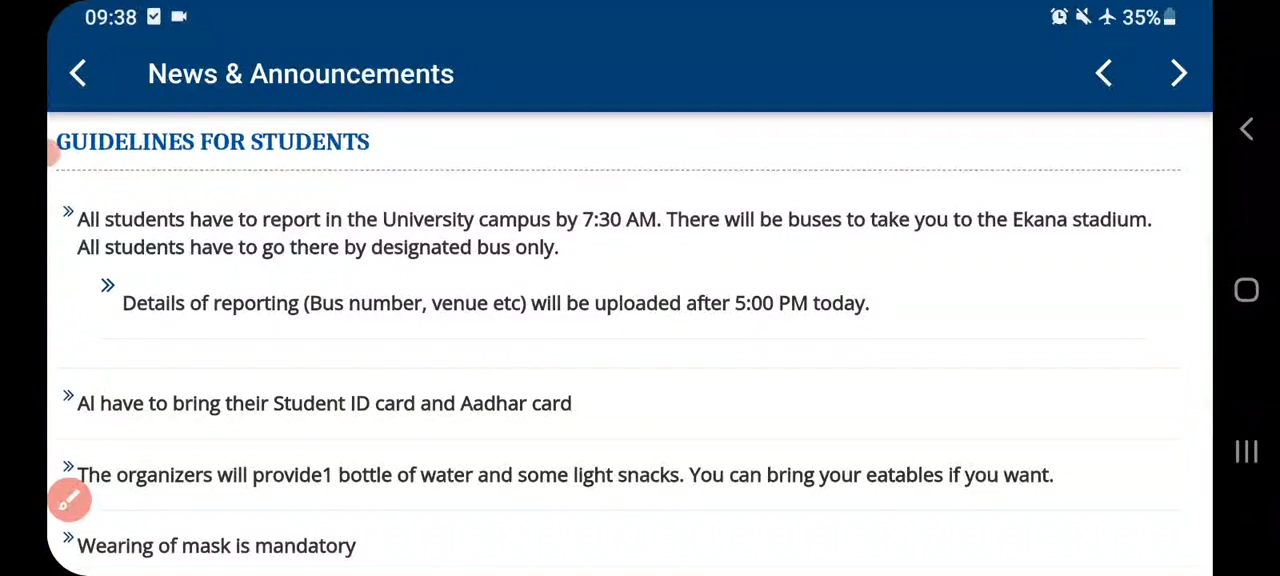 09:38
35%
News & Announcements
GUIDELINES FOR STUDENTS
All students have to report in the University campus by 7:30 AM. There will be buses to take you to the Ekana stadium.
All students have to go there by designated bus only.
Details of reporting (Bus number, venue etc) will be uploaded after 5:00 PM today.
Al have to bring their Student ID card and Aadhar card
The organizers will provide1 bottle of water and some light snacks. You can bring your eatables if you want.
Wearing of mask is mandatory